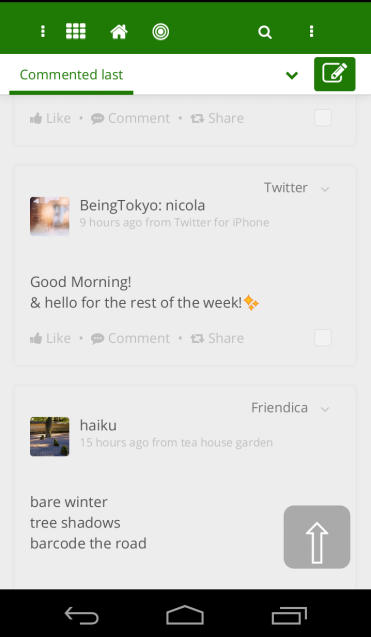 Commented last
Like • Comment • Share
Twitter
BeingTokyo: nicola
9 hours ago from Twitter for iPhone
Good Morning!
& hello for the rest of the week!✨
Like • Comment • Share
Friendica
haiku
15 hours ago from tea house garden
bare winter
tree shadows
barcode the road